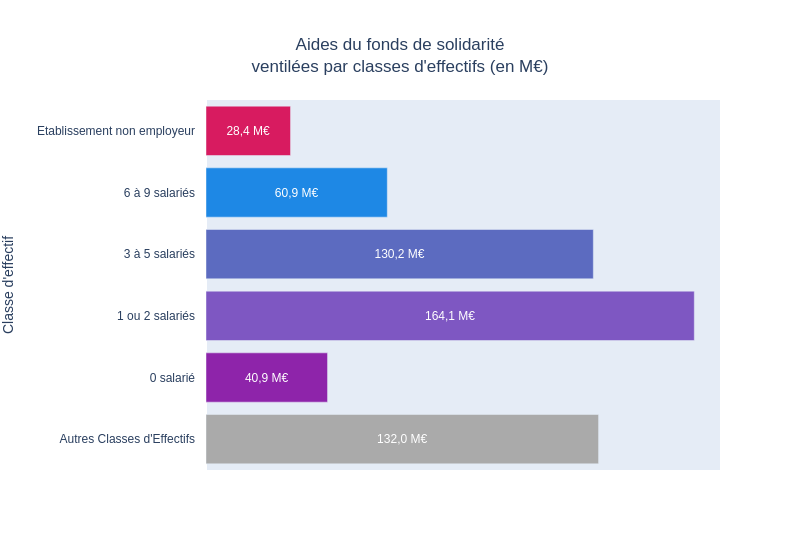 Aides du fonds de solidarité
ventilées par classes d'effectifs (en M€)
Classe d'effectif
Etablissement non employeur
28,4 M€
6 à 9 salariés
60,9 M€
3 à 5 salariés
130,2 M€
1 ou 2 salariés
164,1 M€
0 salarié
40,9 M€
Autres Classes d'Effectifs
132,0 M€